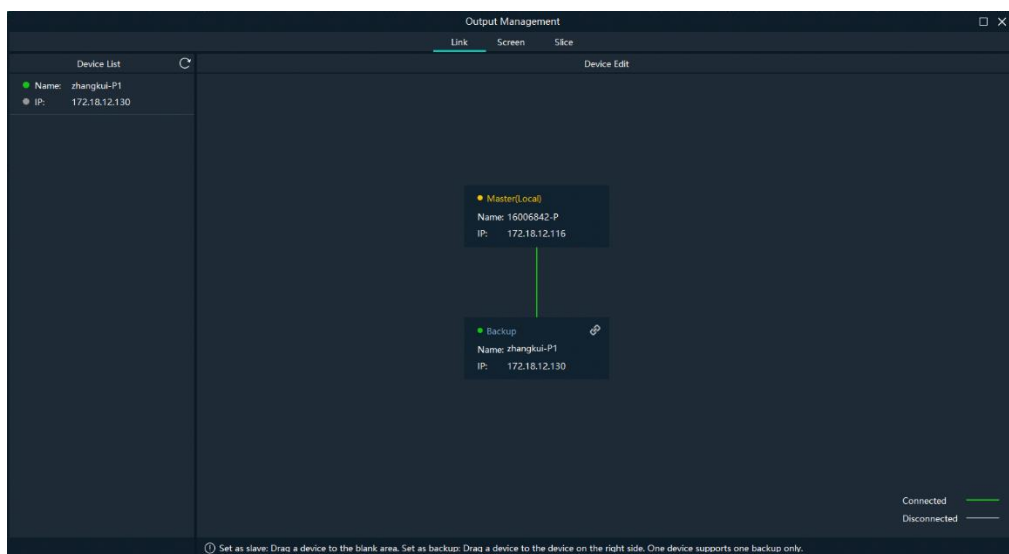 Output Management
Link Screen Slice
Device List
Device Edit
Name: zhangkui-P1
IP: 172.18.12.130
Master(Local)
Name: 16006842-P
IP: 172.18.12.116
Backup
Name: zhangkui-P1
IP: 172.18.12.130
Connected
Disconnected
Set as slave: Drag a device to the blank area. Set as backup: Drag a device to the device on the right side. One device supports one backup only.